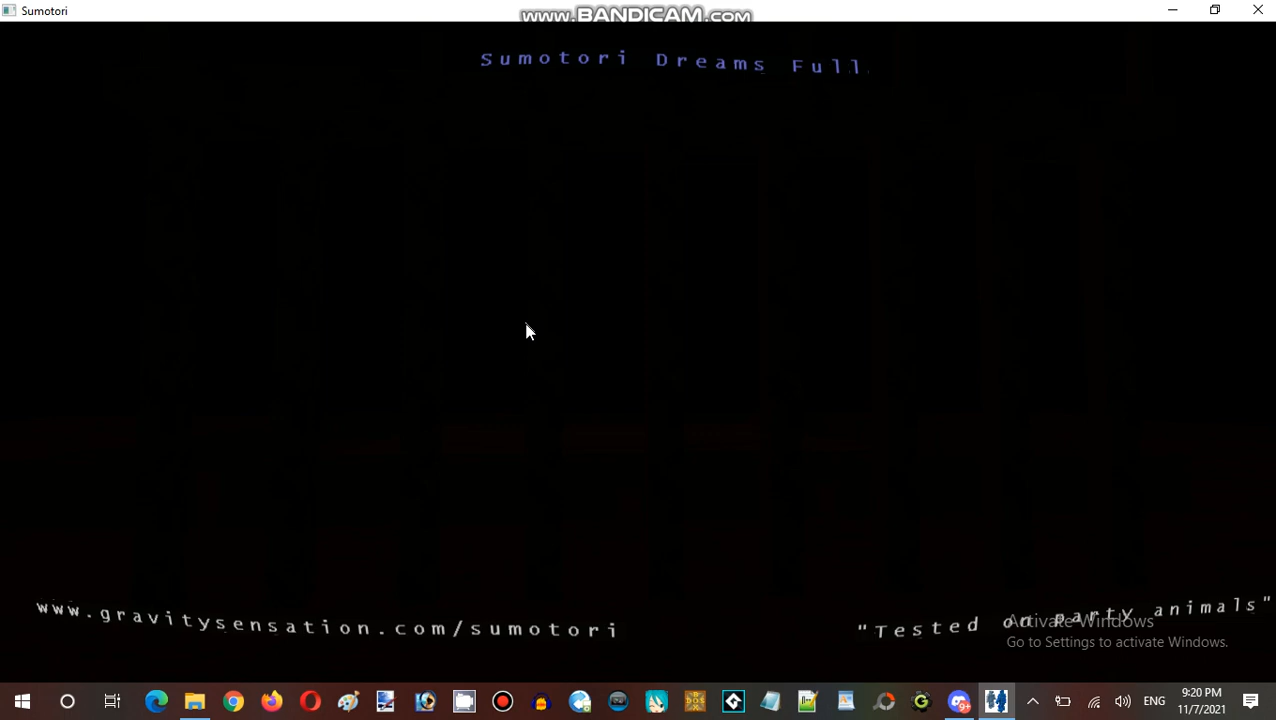 Sumotori
www.BANDICAM.com
Sumotori Dreams Full
www.gravitysensation.com/sumotori
"Tested on party animals"
Activate Windows
Go to Settings to activate Windows.
9+
ENG
9:20 PM
11/7/2021